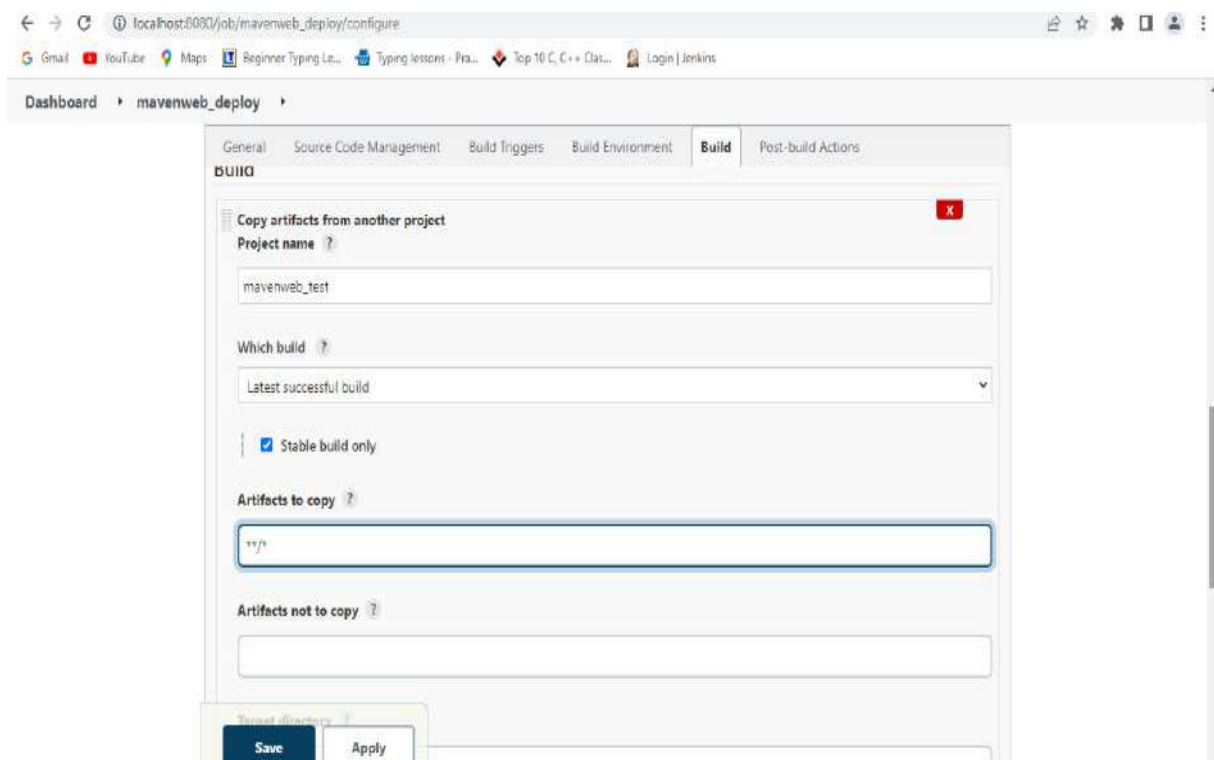 localhost:8080/job/mavenweb_deploy/configure
Gmail YouTube Maps Beginner Typing Le... Typing lessons - Pra... Top 10 C, C++ Clas... Login | Jenkins
Dashboard mavenweb_deploy
General Source Code Management Build Triggers Build Environment Build Post-build Actions
Build
X
Copy artifacts from another project
Project name ?
mavenweb_test
Which build ?
Latest successful build
Stable build only
Artifacts to copy ?
**/*
Artifacts not to copy ?
Target directory ?
Save Apply